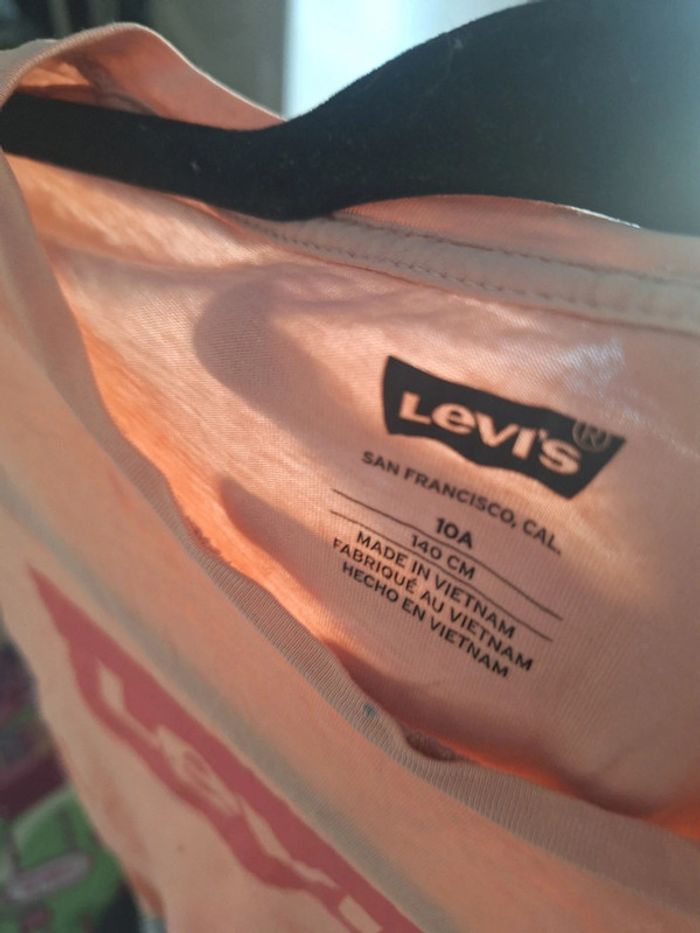 Levi's®
SAN FRANCISCO, CAL.
10A
140 CM
MADE IN VIETNAM
FABRIQUÉ AU VIETNAM
HECHO EN VIETNAM